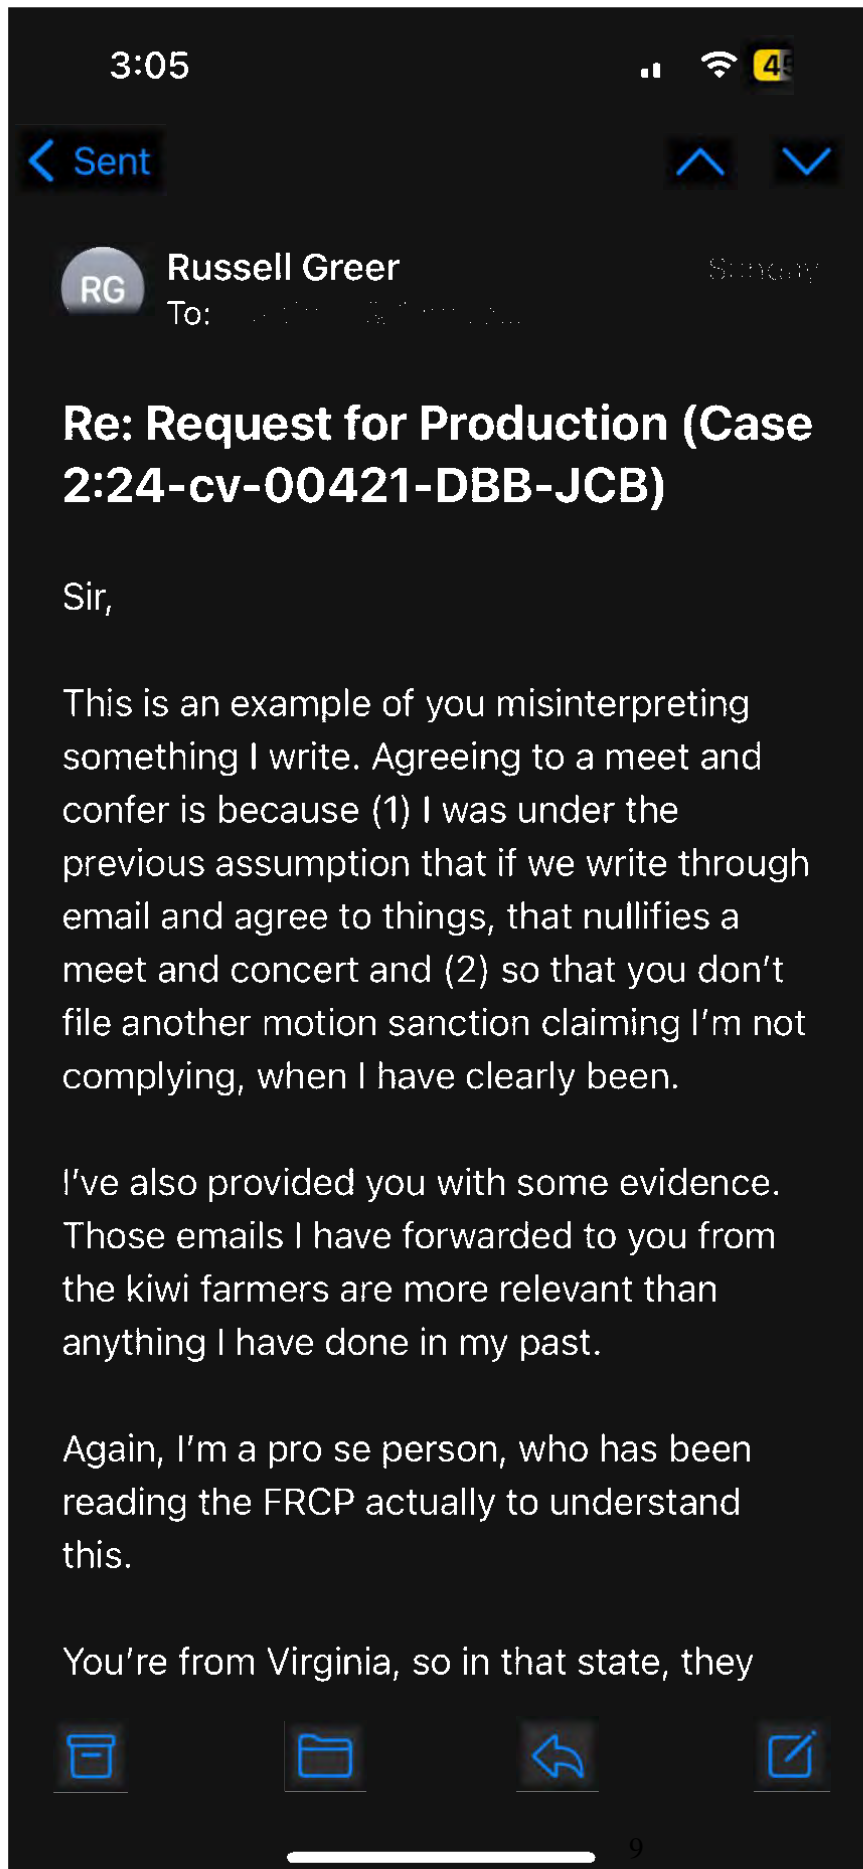 3:05
Sent
RG
Russell Greer
To:
Re: Request for Production (Case
2:24-cv-00421-DBB-JCB)
Sir,
This is an example of you misinterpreting
something I write. Agreeing to a meet and
confer is because (1) I was under the
previous assumption that if we write through
email and agree to things, that nullifies a
meet and concert and (2) so that you don't
file another motion sanction claiming I'm not
complying, when I have clearly been.
I've also provided you with some evidence.
Those emails I have forwarded to you from
the kiwi farmers are more relevant than
anything I have done in my past.
Again, I'm a pro se person, who has been
reading the FRCP actually to understand
this.
You're from Virginia, so in that state, they
9